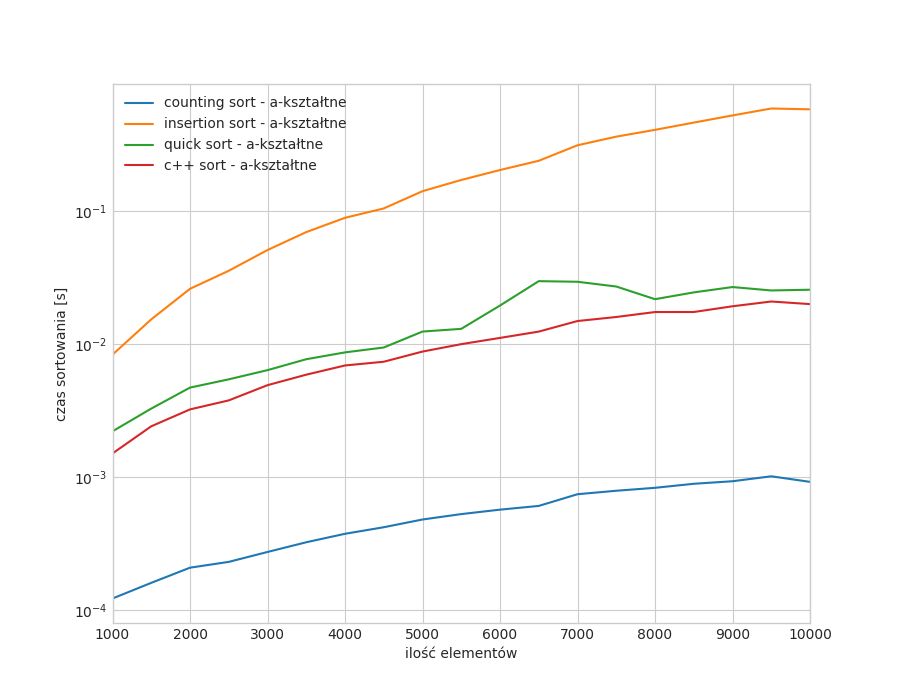 counting sort - a-kształtne
insertion sort - a-kształtne
quick sort - a-kształtne
c++ sort - a-kształtne
czas sortowania [s]
10⁻¹
10⁻²
10⁻³
10⁻⁴
1000 2000 3000 4000 5000 6000 7000 8000 9000 10000
ilość elementów